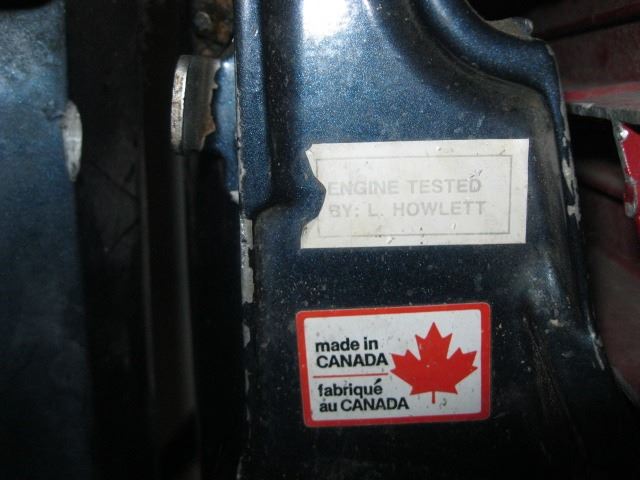 ENGINE TESTED
BY: L. HOWLETT
made in
CANADA
fabriqué
au CANADA